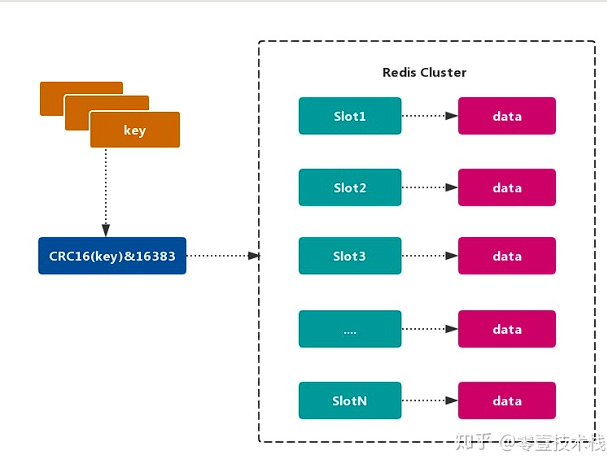 Redis Cluster
key
CRC16(key)&16383
Slot1
data
Slot2
data
Slot3
data
....
data
SlotN
data
知乎 @零壹技术栈